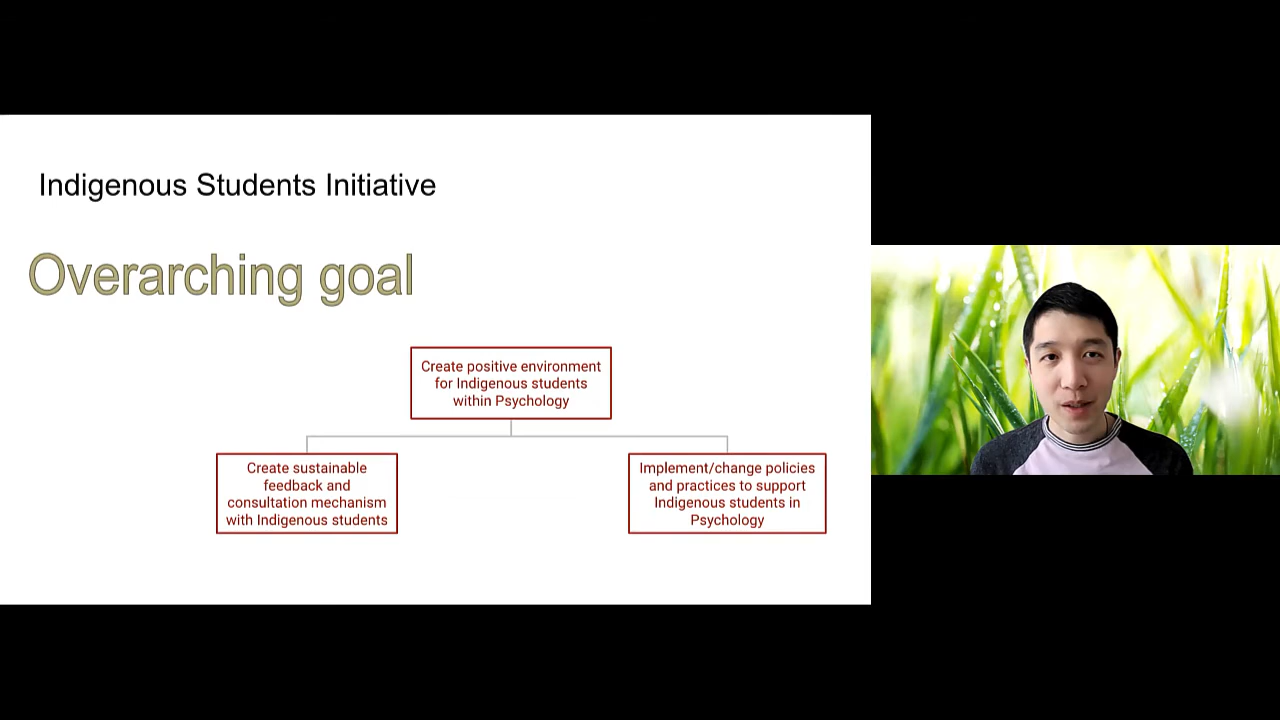 Indigenous Students Initiative
Overarching goal
Create positive environment
for Indigenous students
within Psychology
Create sustainable
feedback and
consultation mechanism
with Indigenous students
Implement/change policies
and practices to support
Indigenous students in
Psychology